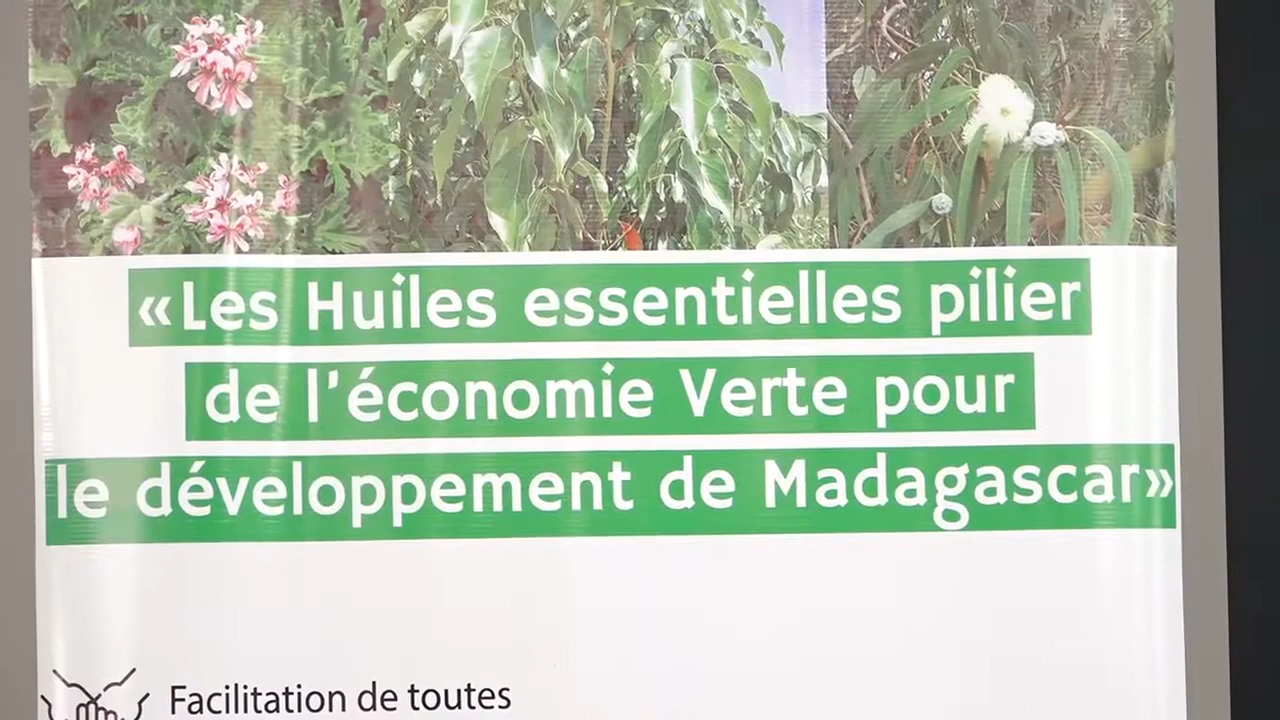 «Les Huiles essentielles pilier
de l'économie Verte pour
le développement de Madagascar»
Facilitation de toutes